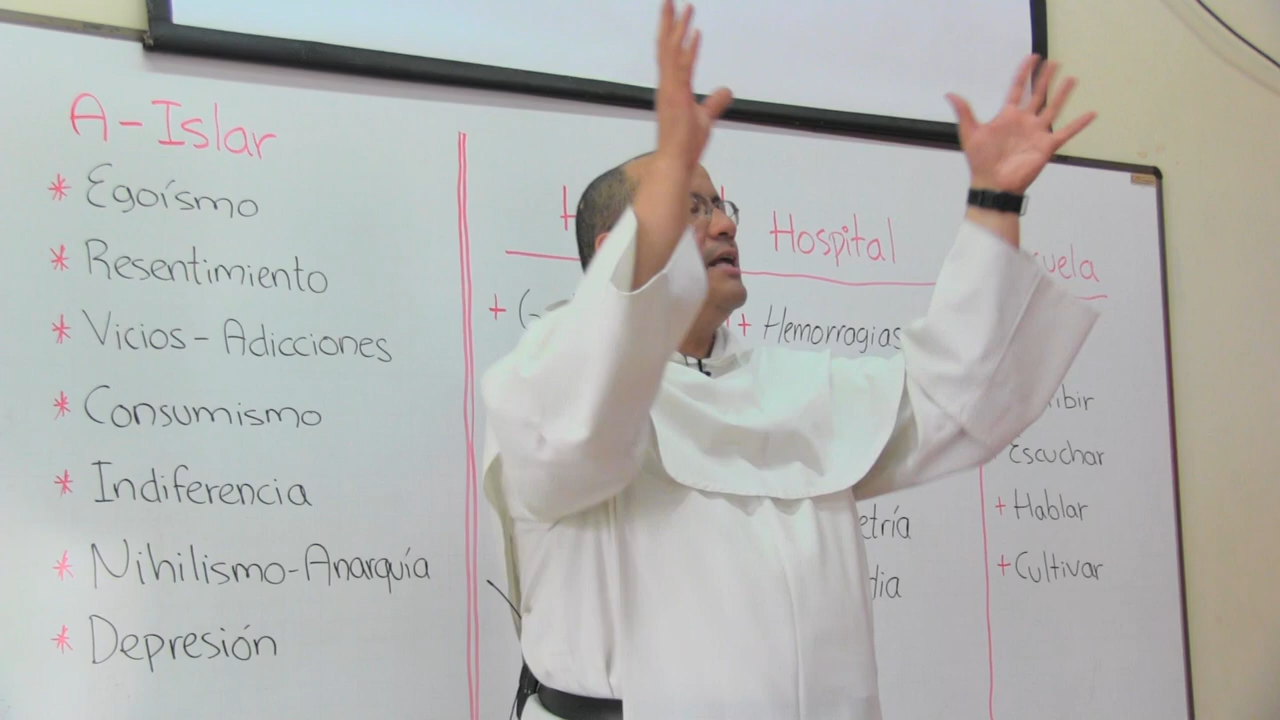 A-Islar
* Egoísmo
* Resentimiento
* Vicios - Adicciones
* Consumismo
* Indiferencia
* Nihilismo-Anarquía
* Depresión
Hospital
+ Hemorragias
Escuchar
+ Hablar
+ Cultivar